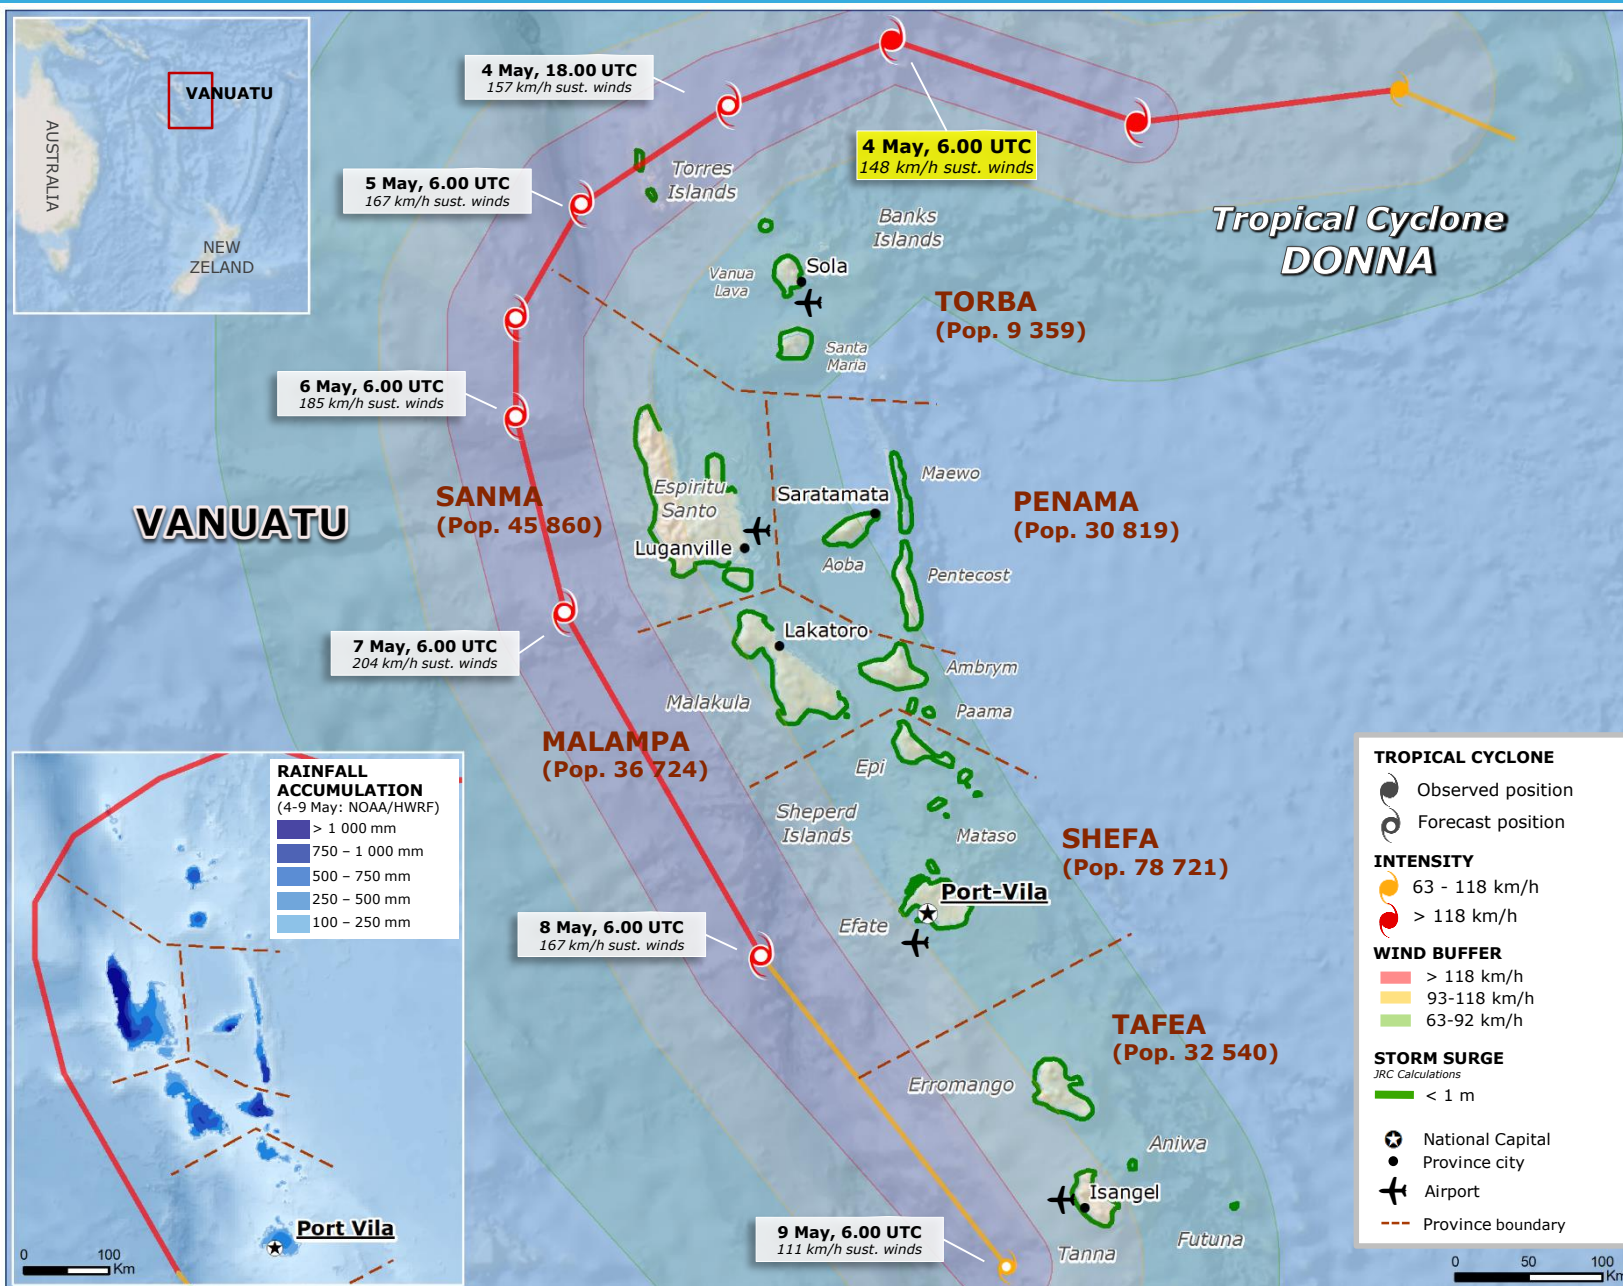 VANUATU
AUSTRALIA
NEW
ZELAND
4 May, 18.00 UTC
157 km/h sust. winds
4 May, 6.00 UTC
148 km/h sust. winds
5 May, 6.00 UTC
167 km/h sust. winds
Torres
Islands
Banks
Islands
Tropical Cyclone
DONNA
Vanua
Lava
Sola
TORBA
(Pop. 9 359)
Santa
Maria
6 May, 6.00 UTC
185 km/h sust. winds
VANUATU
SANMA
(Pop. 45 860)
Espiritu
Santo
Luganville
Saratamata
Maewo
Aoba
Pentecost
PENAMA
(Pop. 30 819)
7 May, 6.00 UTC
204 km/h sust. winds
Lakatoro
Malakula
Ambrym
Paama
MALAMPA
(Pop. 36 724)
Epi
Sheperd
Islands
Mataso
SHEFA
(Pop. 78 721)
Port-Vila
Efate
8 May, 6.00 UTC
167 km/h sust. winds
TAFEA
(Pop. 32 540)
Erromango
Aniwa
Isangel
Tanna
Futuna
9 May, 6.00 UTC
111 km/h sust. winds
RAINFALL
ACCUMULATION
(4-9 May: NOAA/HWRF)
> 1 000 mm
750 – 1 000 mm
500 – 750 mm
250 – 500 mm
100 – 250 mm
Port Vila
0 100
Km
TROPICAL CYCLONE
Observed position
Forecast position
INTENSITY
63 - 118 km/h
> 118 km/h
WIND BUFFER
> 118 km/h
93-118 km/h
63-92 km/h
STORM SURGE
JRC Calculations
< 1 m
National Capital
Province city
Airport
Province boundary
0 50 100
Km